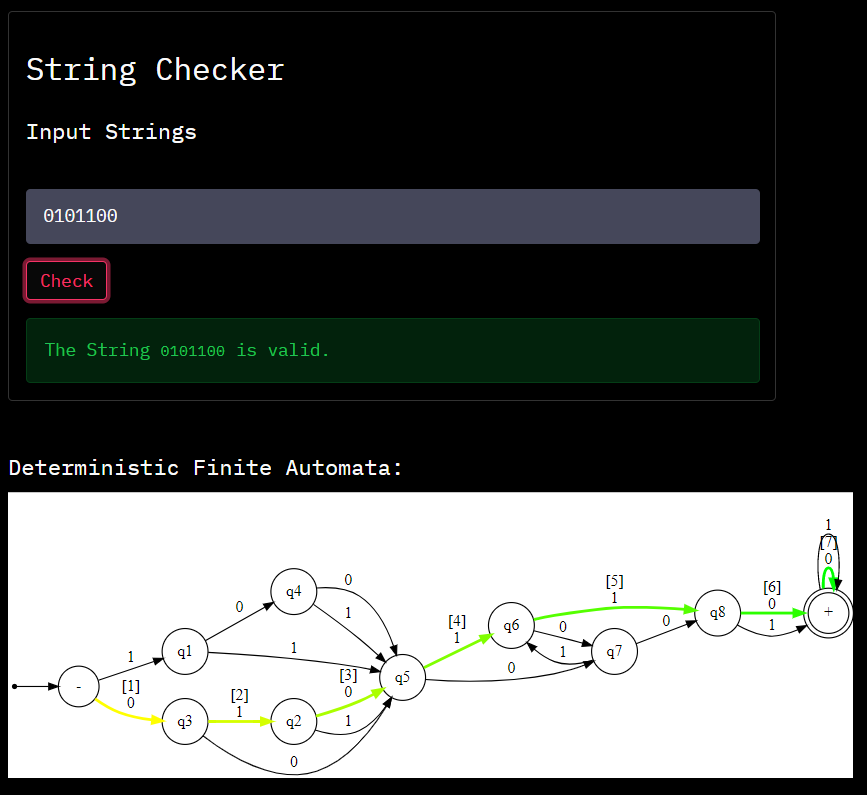 String Checker
Input Strings
0101100
Check
The String 0101100 is valid.
Deterministic Finite Automata:
1
[7]
0
0
q4
0
1
[5]
1
[6]
0
q8
+
0
[4]
1
q6
0
0
1
1
q1
1
1
q7
[3]
0
q5
0
-
[1]
0
[2]
1
q3
q2
1
0